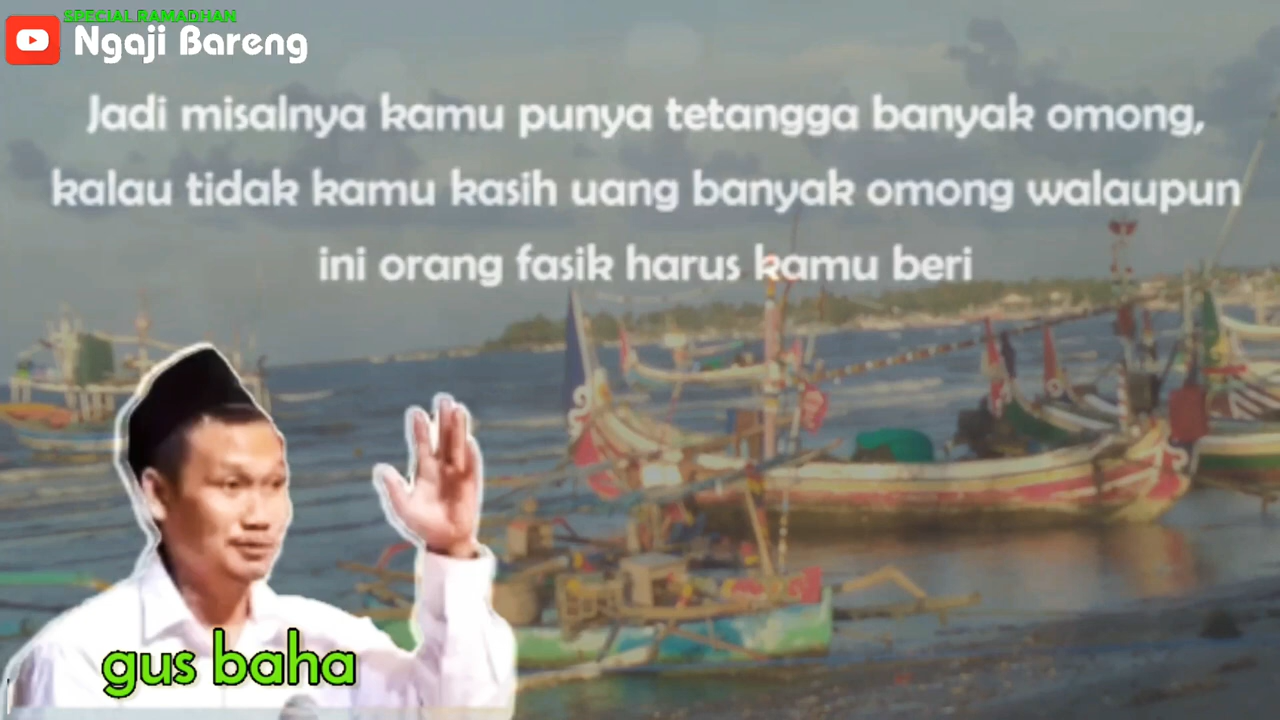 SPECIAL RAMADHAN
Ngaji Bareng
Jadi misalnya kamu punya tetangga banyak omong,
kalau tidak kamu kasih uang banyak omong walaupun
ini orang fasik harus kamu beri
gus baha